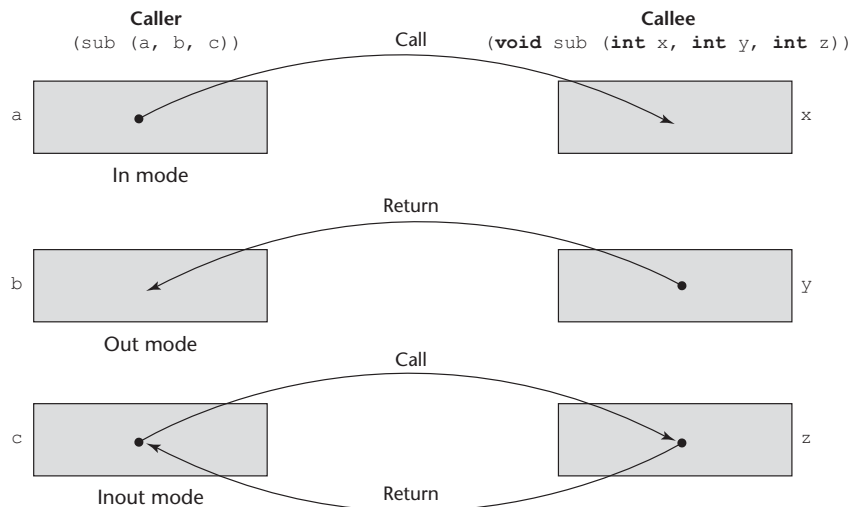 Caller
(sub (a, b, c))
Call
Callee
(void sub (int x, int y, int z))
a
x
In mode
Return
b
y
Out mode
Call
c
z
Inout mode
Return